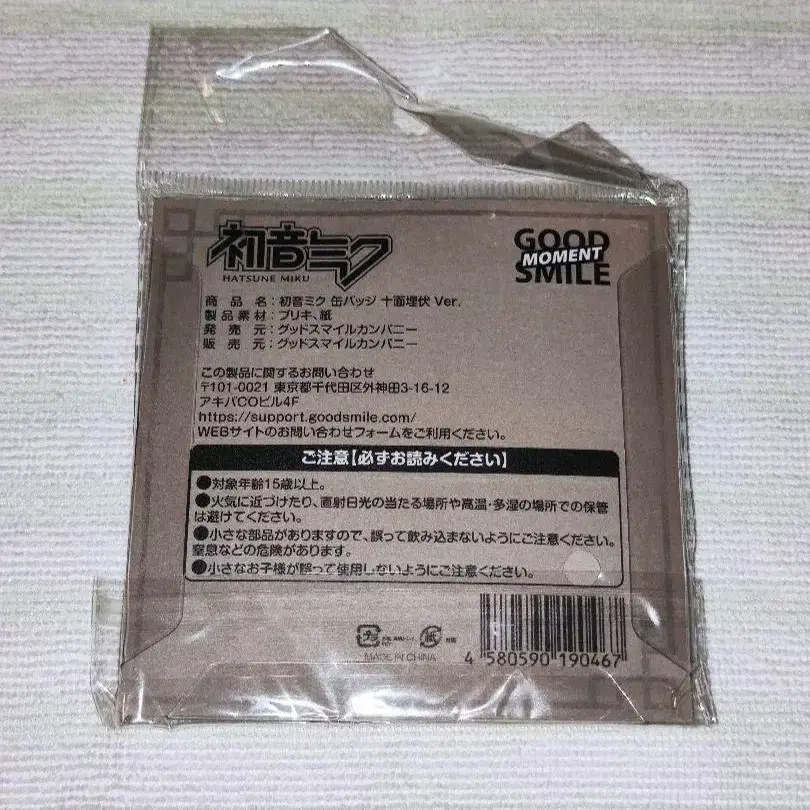 初音ミク
HATSUNE MIKU
GOOD
MOMENT
SMILE
商品名：初音ミク 缶バッジ 十面埋伏 Ver.
製品素材：ブリキ、紙
発売元：グッドスマイルカンパニー
販売元：グッドスマイルカンパニー
この製品に関するお問い合わせ
〒101-0021 東京都千代田区外神田3-16-12
アキバCOビル4F
https://support.goodsmile.com/
WEBサイトのお問い合わせフォームをご利用ください。
ご注意【必ずお読みください】
●対象年齢15歳以上。
●火気に近づけたり、直射日光の当たる場所や高温・多湿の場所での保管
は避けてください。
●小さな部品がありますので、誤って飲み込まないようにご注意ください。
窒息などの危険があります。
●小さなお子様が誤って使用しないようにご注意ください。
プラ
紙
MADE IN CHINA
4 580590 190467